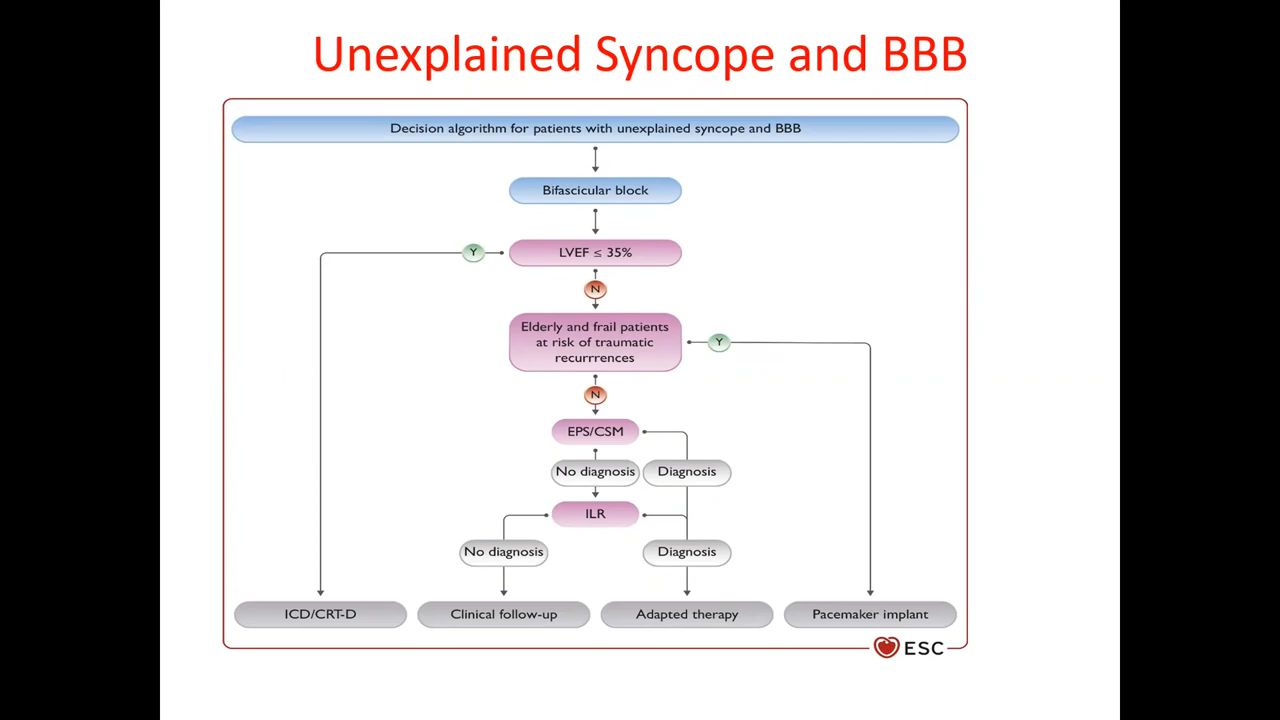 Unexplained Syncope and BBB
Decision algorithm for patients with unexplained syncope and BBB
Bifascicular block
Y
LVEF ≤ 35%
N
Elderly and frail patients
at risk of traumatic
recurrrences
Y
N
EPS/CSM
No diagnosis
Diagnosis
ILR
No diagnosis
Diagnosis
ICD/CRT-D
Clinical follow-up
Adapted therapy
Pacemaker implant
ESC